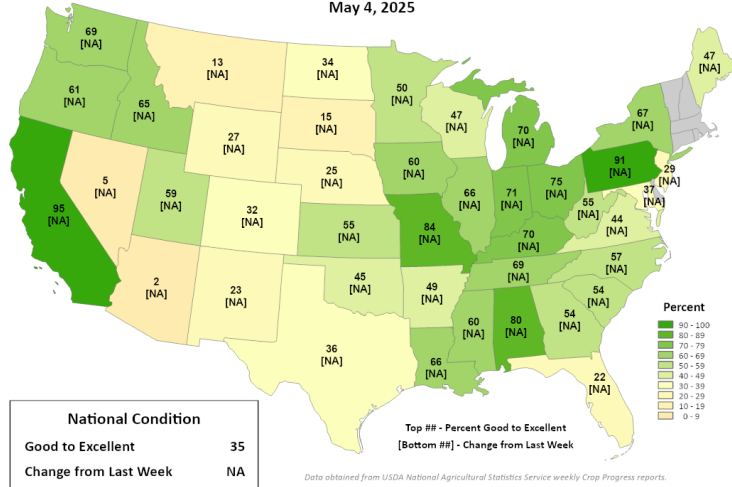 May 4, 2025
69
[NA]
61
[NA]
65
[NA]
13
[NA]
34
[NA]
50
[NA]
47
[NA]
47
[NA]
15
[NA]
27
[NA]
70
[NA]
67
[NA]
25
[NA]
60
[NA]
91
[NA]
29
[NA]
5
[NA]
59
[NA]
95
[NA]
32
[NA]
55
[NA]
84
[NA]
66
[NA]
71
[NA]
75
[NA]
37
[NA]
55
[NA]
44
[NA]
70
[NA]
69
[NA]
57
[NA]
2
[NA]
23
[NA]
45
[NA]
49
[NA]
54
[NA]
54
[NA]
60
[NA]
80
[NA]
36
[NA]
66
[NA]
22
[NA]
Percent
90 - 100
80 - 89
70 - 79
60 - 69
50 - 59
40 - 49
30 - 39
20 - 29
10 - 19
0 - 9
National Condition
Good to Excellent 35
Change from Last Week NA
Top ## - Percent Good to Excellent
[Bottom ##] - Change from Last Week
Data obtained from USDA National Agricultural Statistics Service weekly Crop Progress reports.